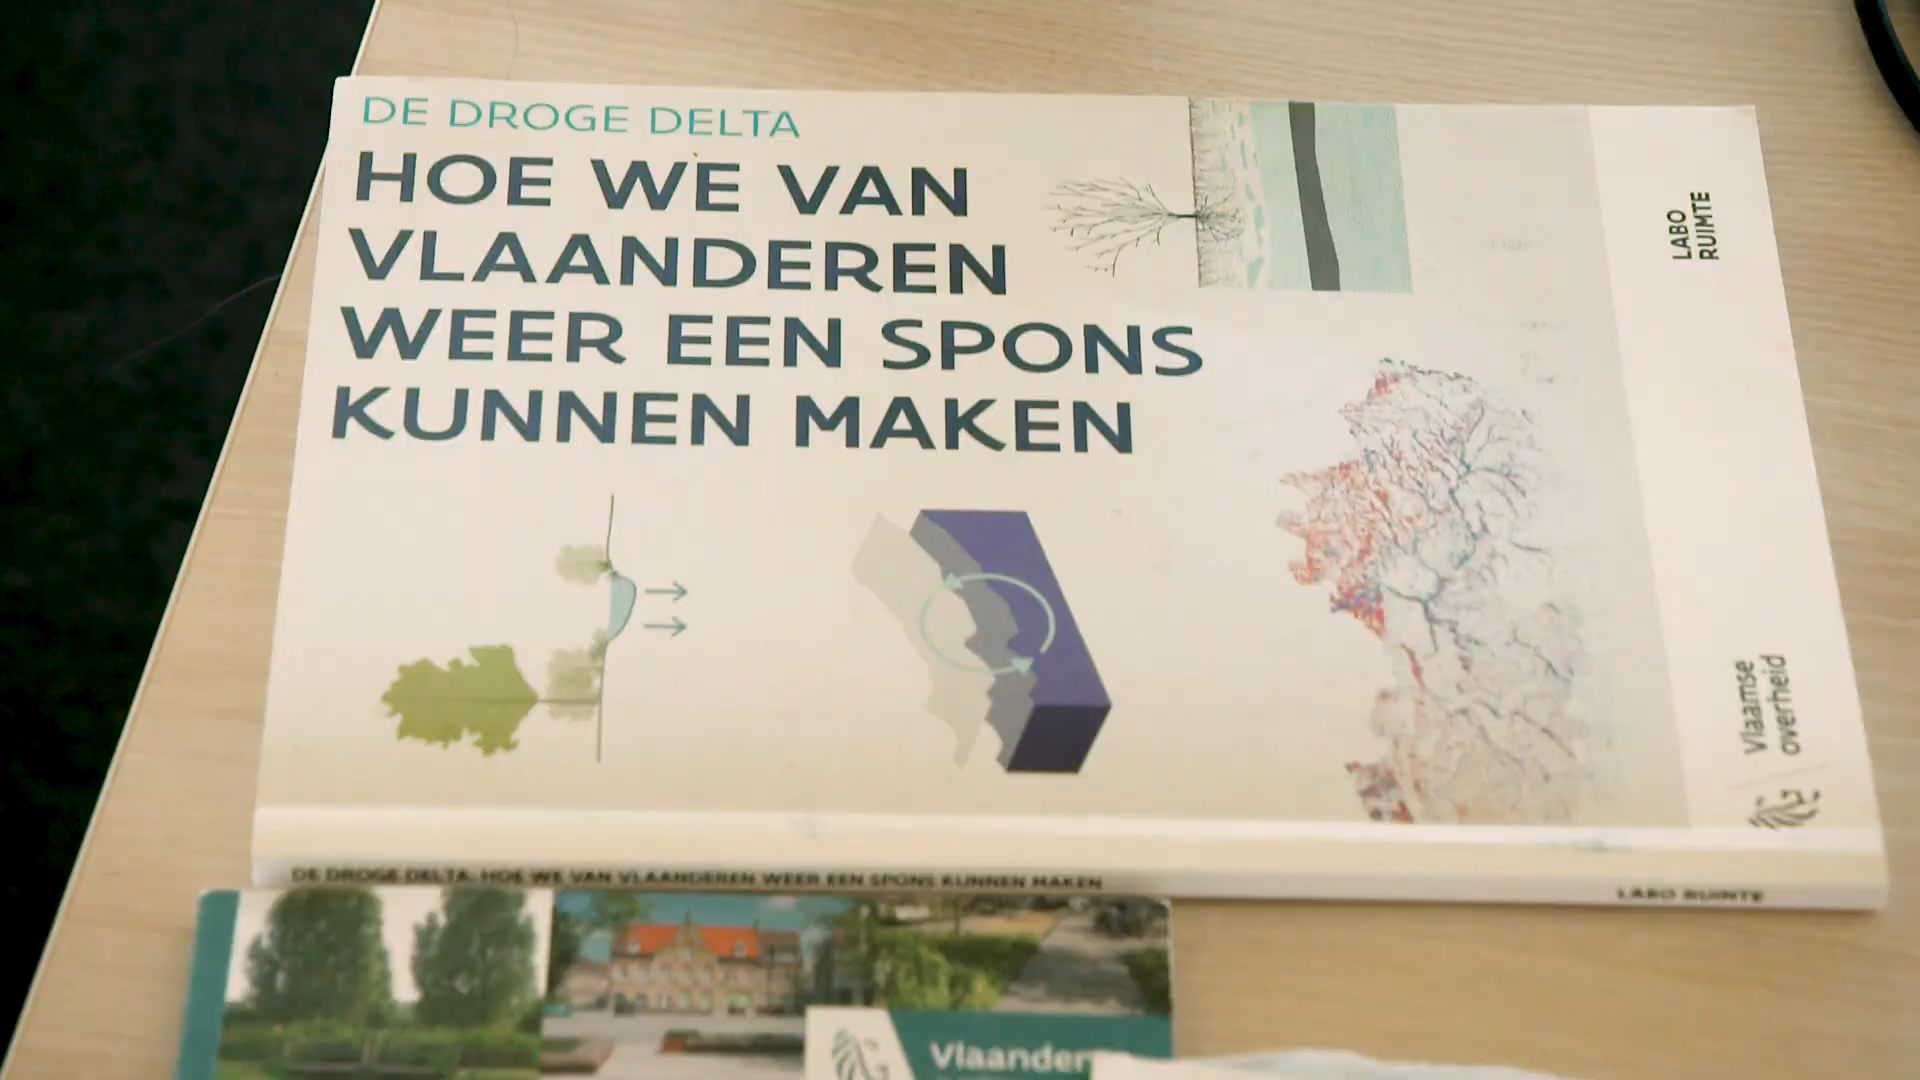 DE DROGE DELTA
HOE WE VAN
VLAANDEREN
WEER EEN SPONS
KUNNEN MAKEN
LABO
RUIMTE
Vlaamse
overheid
DE DROGE DELTA. HOE WE VAN VLAANDEREN WEER EEN SPONS KUNNEN MAKEN
LABO RUIMTE